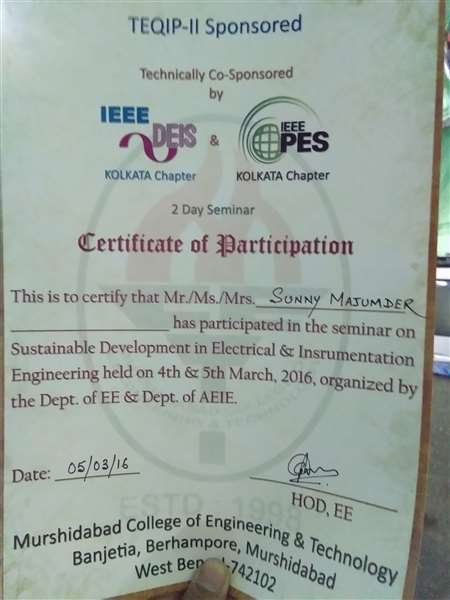 TEQIP-II Sponsored
Technically Co-Sponsored
by
IEEE DEIS & IEEE PES
KOLKATA Chapter KOLKATA Chapter
2 Day Seminar
Certificate of Participation
This is to certify that Mr./Ms./Mrs. SUNNY MAJUMDER
has participated in the seminar on
Sustainable Development in Electrical & Insrumentation
Engineering held on 4th & 5th March, 2016, organized by
the Dept. of EE & Dept. of AEIE.
Date: 05/03/16
HOD, EE
ESTD 1998
Murshidabad College of Engineering & Technology
Banjetia, Berhampore, Murshidabad
West -742102